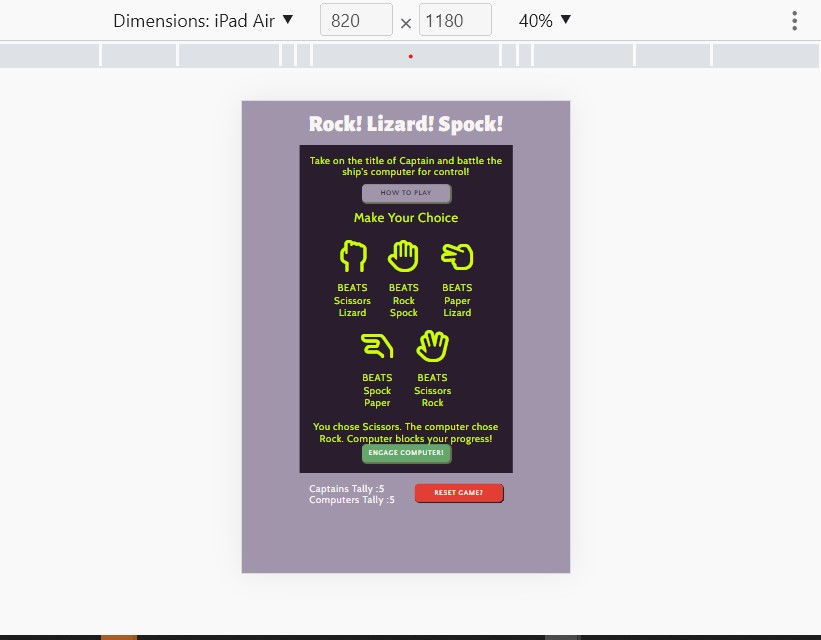 Dimensions: iPad Air ▼ 820 × 1180 40% ▼
Rock! Lizard! Spock!
Take on the title of Captain and battle the
ship's computer for control!
HOW TO PLAY
Make Your Choice
BEATS BEATS BEATS
Scissors Rock Paper
Lizard Spock Lizard
BEATS BEATS
Spock Scissors
Paper Rock
You chose Scissors. The computer chose
Rock. Computer blocks your progress!
ENGAGE COMPUTER!
Captains Tally :5
Computers Tally :5
RESET GAME?